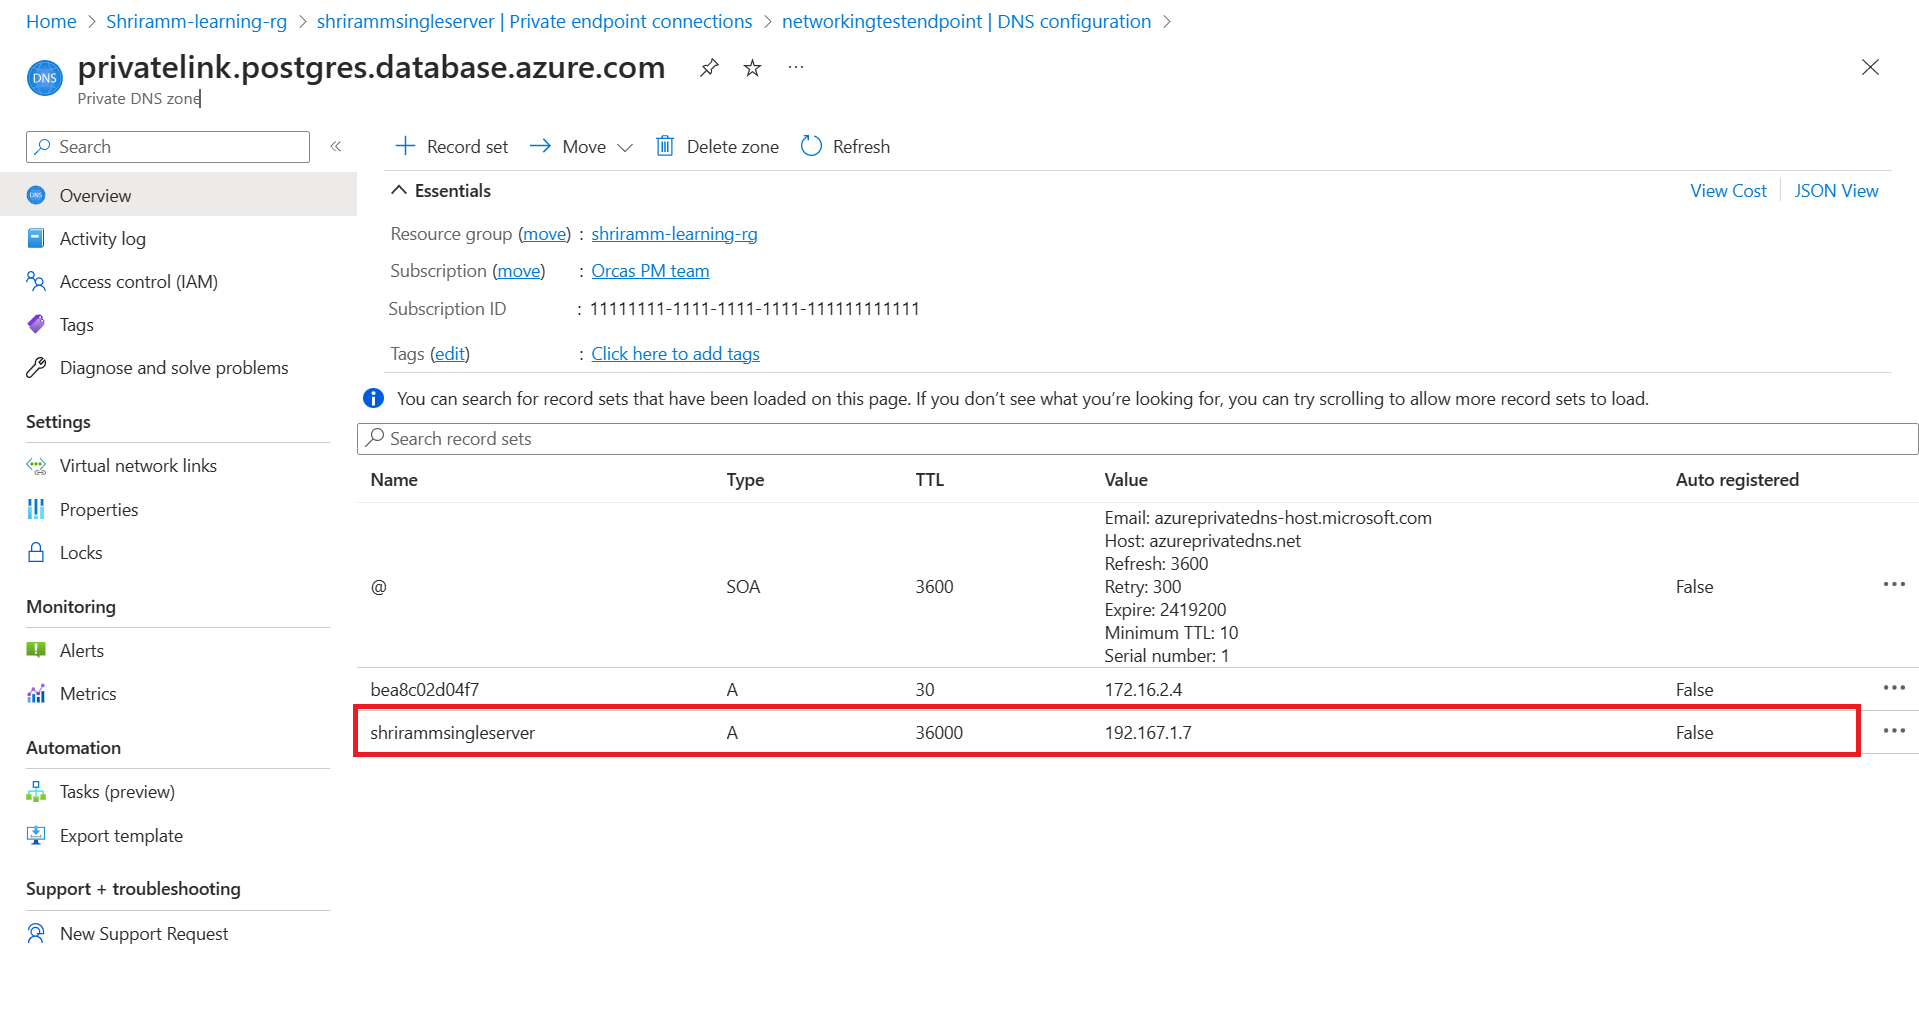 Home > Shriramm-learning-rg > shrirammsingleserver | Private endpoint connections > networkingtestendpoint | DNS configuration >
DNS
privatelink.postgres.database.azure.com ...
Private DNS zone
Search «
Record set Move Delete zone Refresh
Essentials View Cost JSON View
Resource group (move) : shriramm-learning-rg
Subscription (move) : Orcas PM team
Subscription ID : 11111111-1111-1111-1111-111111111111
Tags (edit) : Click here to add tags
You can search for record sets that have been loaded on this page. If you don't see what you're looking for, you can try scrolling to allow more record sets to load.
Search record sets
Name Type TTL Value Auto registered
@ SOA 3600 Email: azureprivatedns-host.microsoft.com False ...
Host: azureprivatedns.net
Refresh: 3600
Retry: 300
Expire: 2419200
Minimum TTL: 10
Serial number: 1
bea8c02d04f7 A 30 172.16.2.4 False ...
shrirammsingleserver A 36000 192.167.1.7 False ...
DNS Overview
Activity log
Access control (IAM)
Tags
Diagnose and solve problems
Settings
Virtual network links
Properties
Locks
Monitoring
Alerts
Metrics
Automation
Tasks (preview)
Export template
Support + troubleshooting
New Support Request